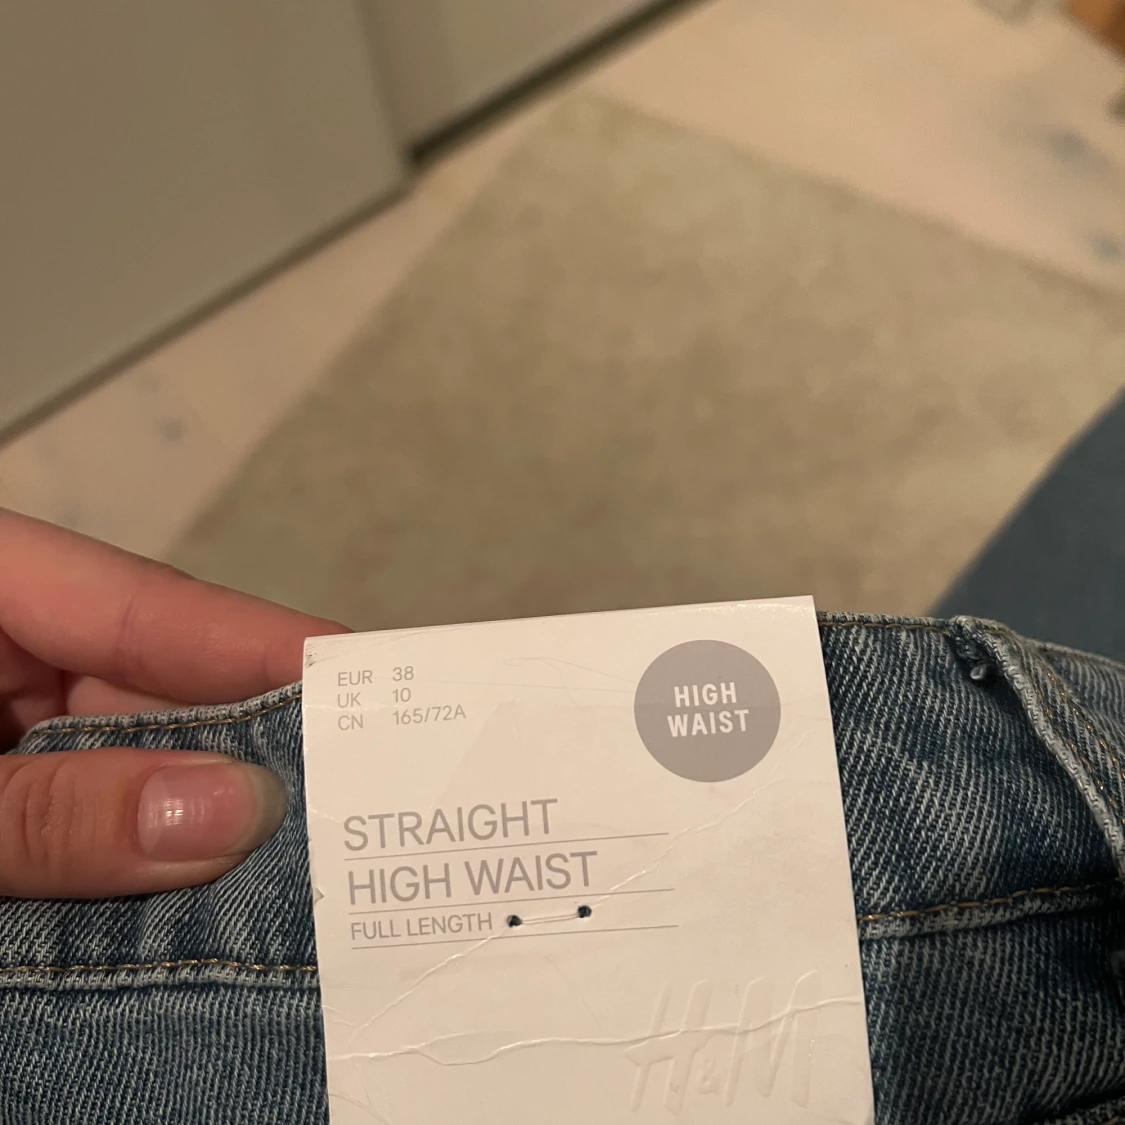 EUR 38
UK 10
CN 165/72A
HIGH
WAIST
STRAIGHT
HIGH WAIST
FULL LENGTH
H&M